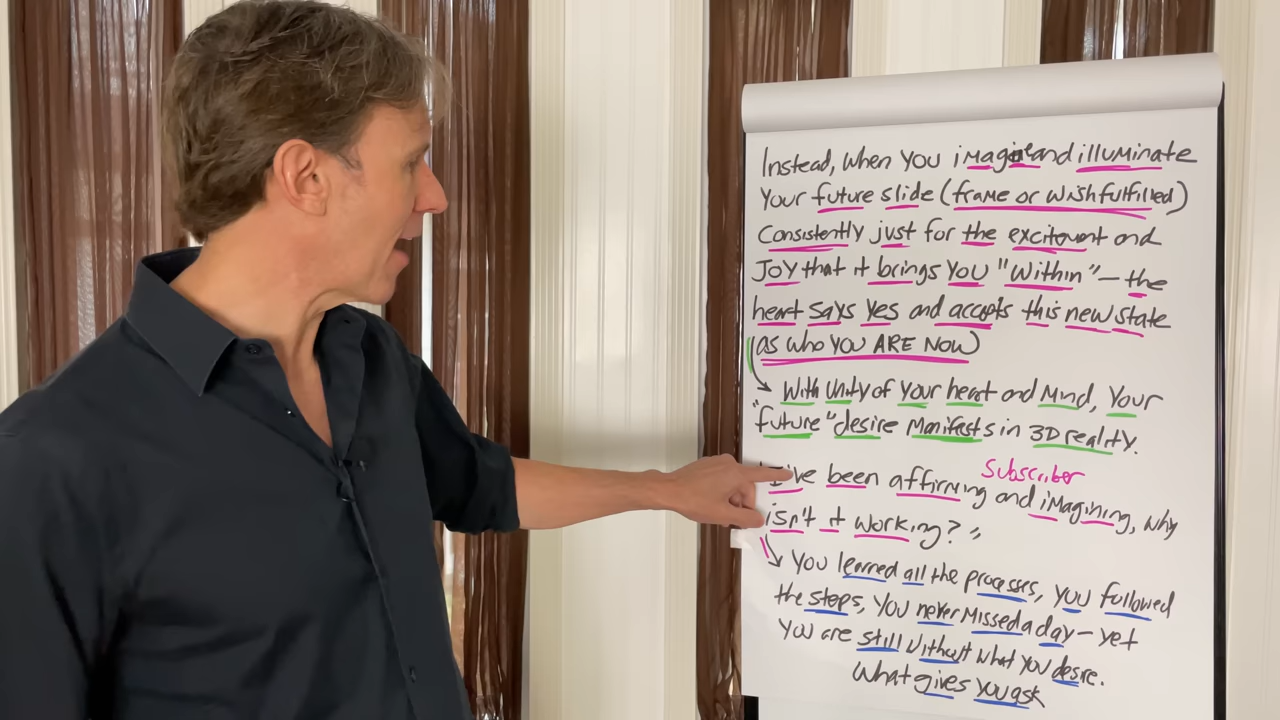 Instead, when you imagine and illuminate
your future slide (frame or wish fulfilled)
consistently just for the excitement and
joy that it brings you "within" — the
heart says yes and accepts this new state
(as who you ARE NOW)
With unity of your heart and mind, your
"future" desire manifests in 3D reality.
Subscriber
I've been affirming and imagining, why
isn't it working?"
You learned all the processes, you followed
the steps, you never missed a day — yet
you are still without what you desire.
What gives you ask